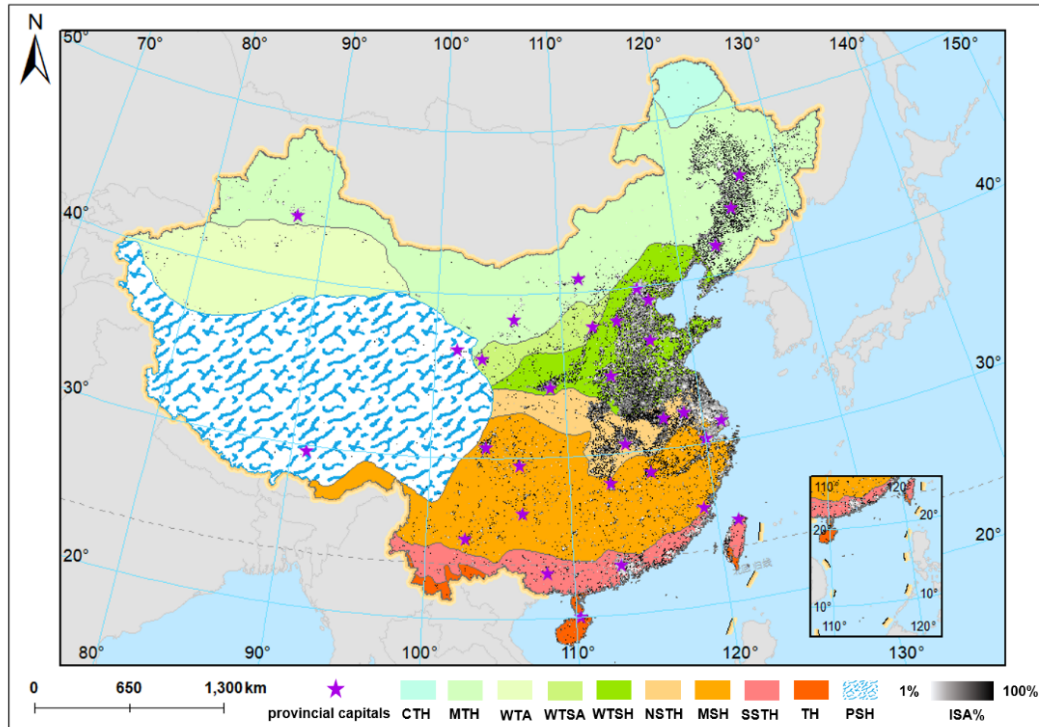 N
50° 70° 80° 90° 100° 110° 120° 130° 150° 50°
40° 40°
30° 30°
20° 20°
110° 120°
20° 20°
10° 10°
110° 120°
80° 90° 100° 110° 120° 130°
0 650 1,300 km
provincial capitals CTH MTH WTA WTSA WTSH NSTH MSH SSTH TH PSH 1% 100% ISA%